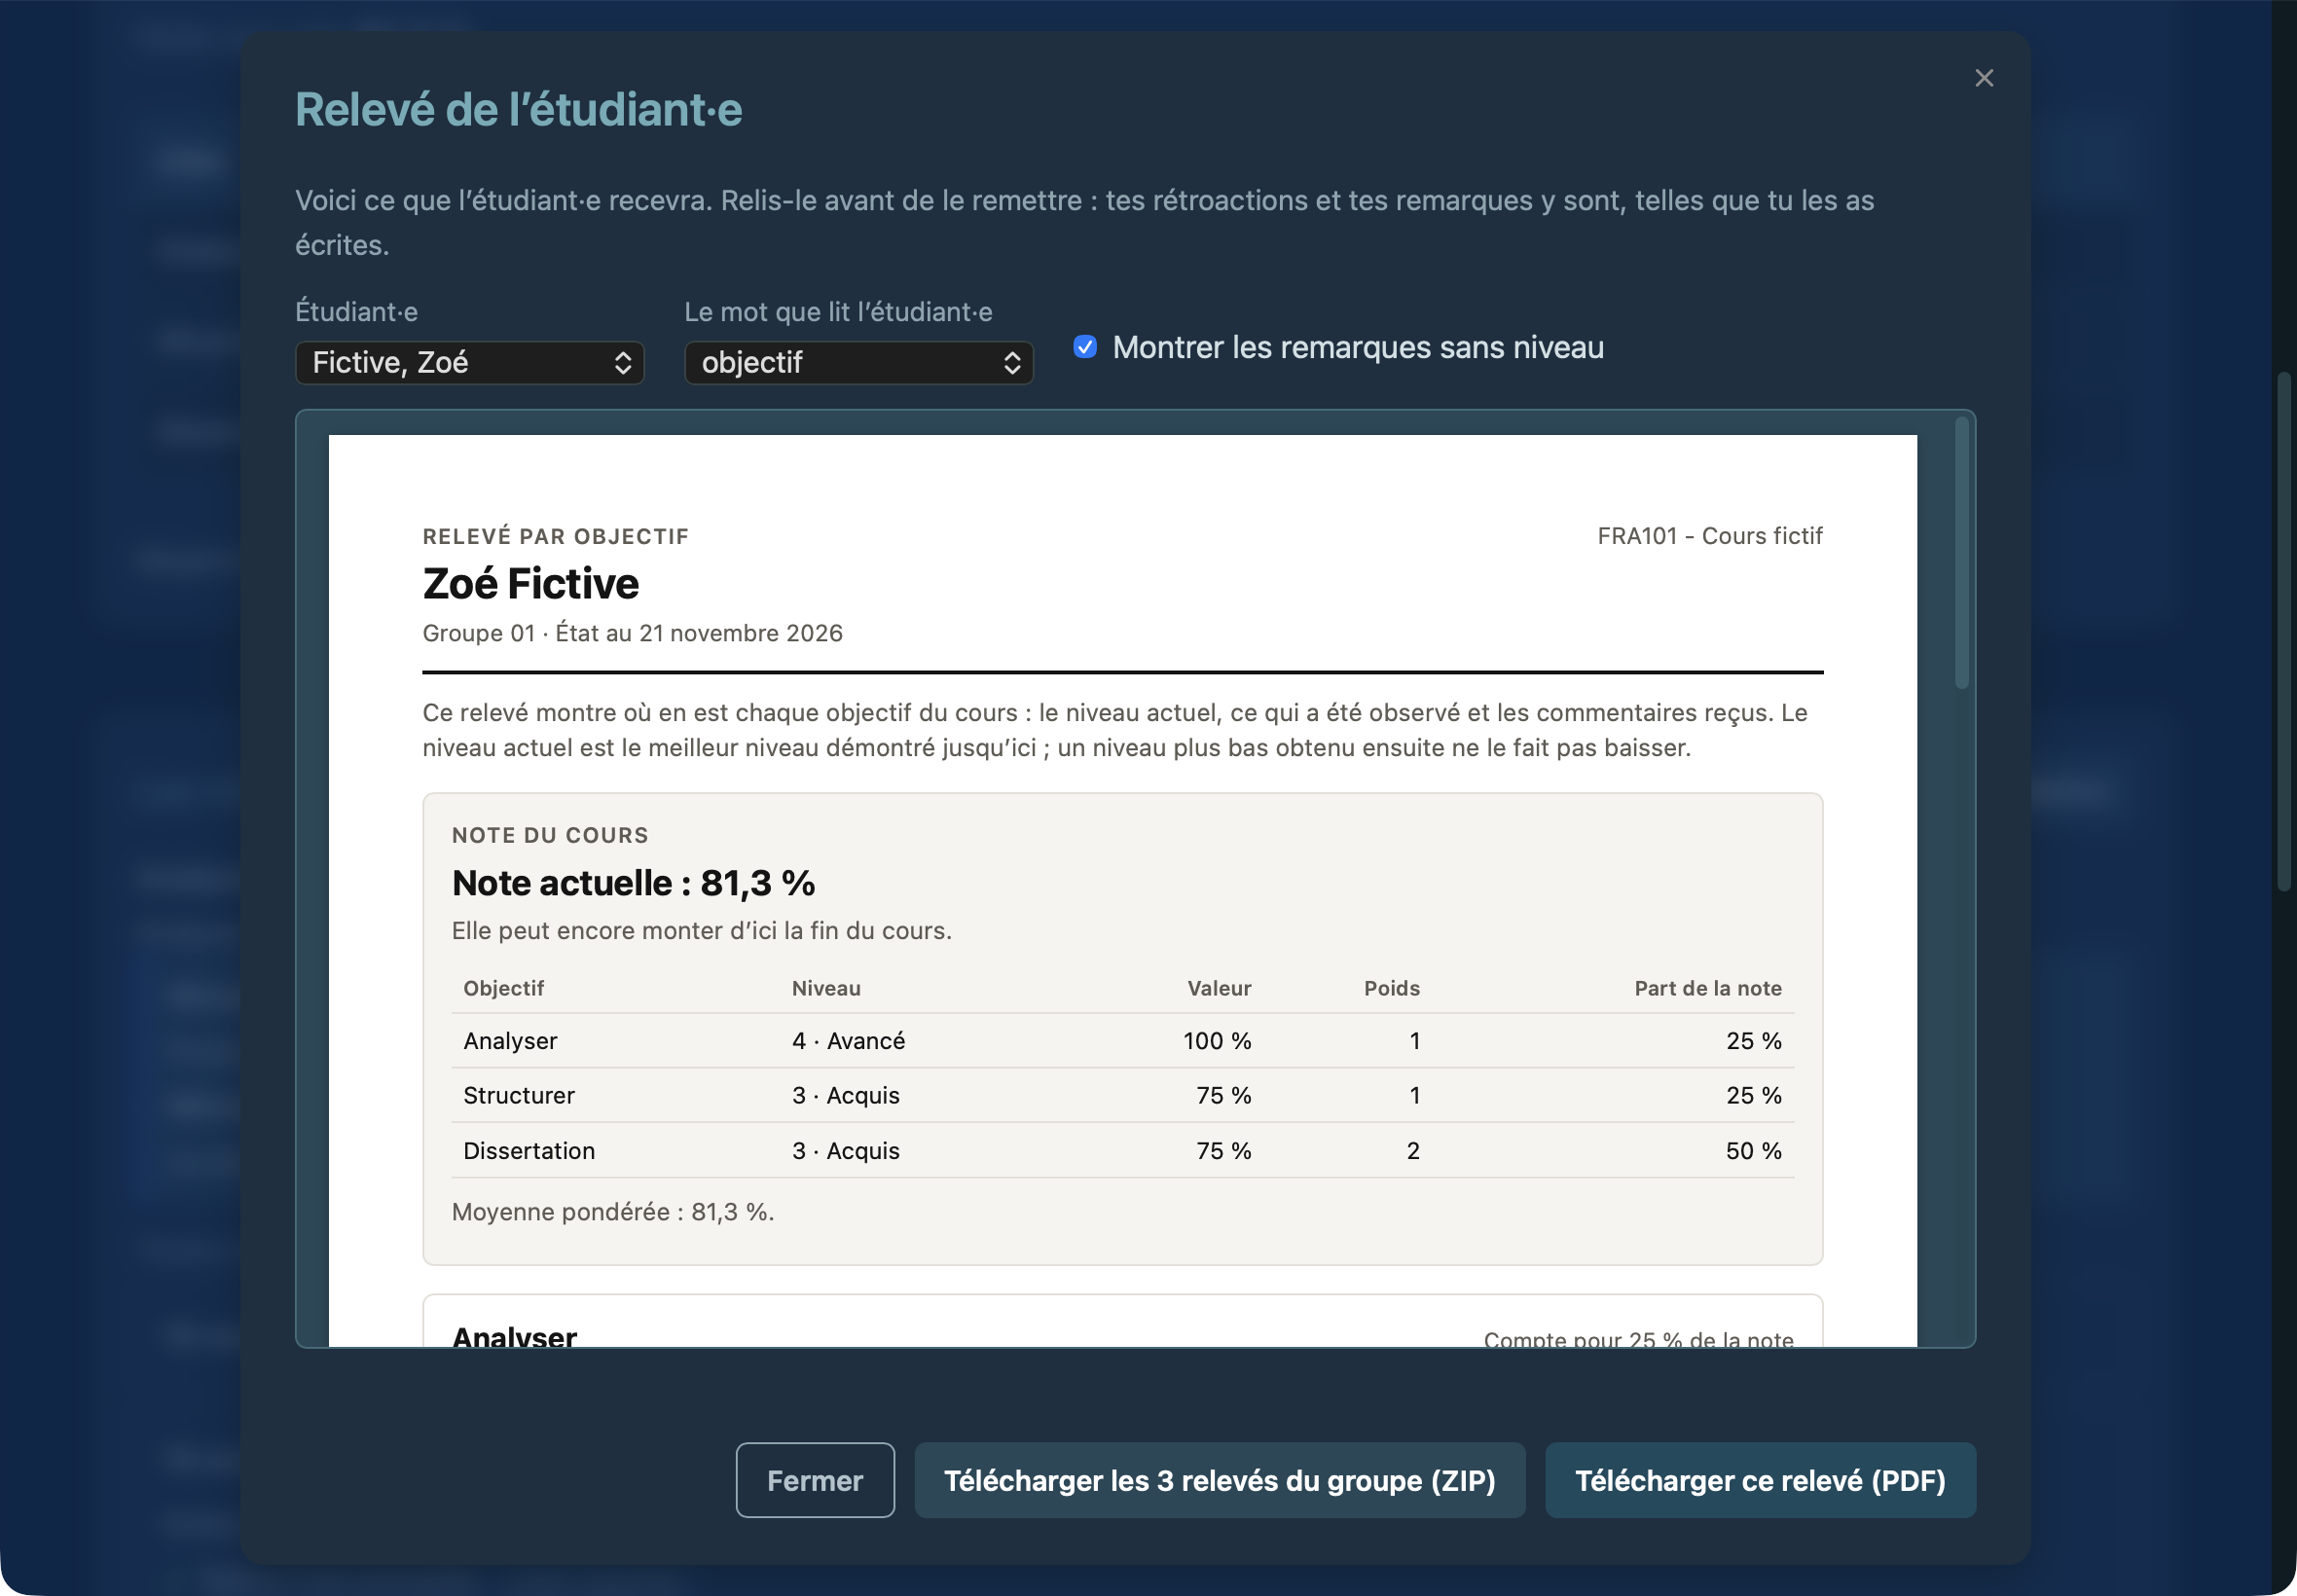 Relevé de l’étudiant·e
Voici ce que l’étudiant·e recevra. Relis-le avant de le remettre : tes rétroactions et tes remarques y sont, telles que tu les as
écrites.
Étudiant·e
Le mot que lit l’étudiant·e
Fictive, Zoé
objectif
Montrer les remarques sans niveau
RELEVÉ PAR OBJECTIF
FRA101 - Cours fictif
Zoé Fictive
Groupe 01 · État au 21 novembre 2026
Ce relevé montre où en est chaque objectif du cours : le niveau actuel, ce qui a été observé et les commentaires reçus. Le
niveau actuel est le meilleur niveau démontré jusqu’ici ; un niveau plus bas obtenu ensuite ne le fait pas baisser.
NOTE DU COURS
Note actuelle : 81,3 %
Elle peut encore monter d’ici la fin du cours.
Objectif Niveau Valeur Poids Part de la note
Analyser 4 · Avancé 100 % 1 25 %
Structurer 3 · Acquis 75 % 1 25 %
Dissertation 3 · Acquis 75 % 2 50 %
Moyenne pondérée : 81,3 %.
Analyser
Compte pour 25 % de la note
Fermer
Télécharger les 3 relevés du groupe (ZIP)
Télécharger ce relevé (PDF)